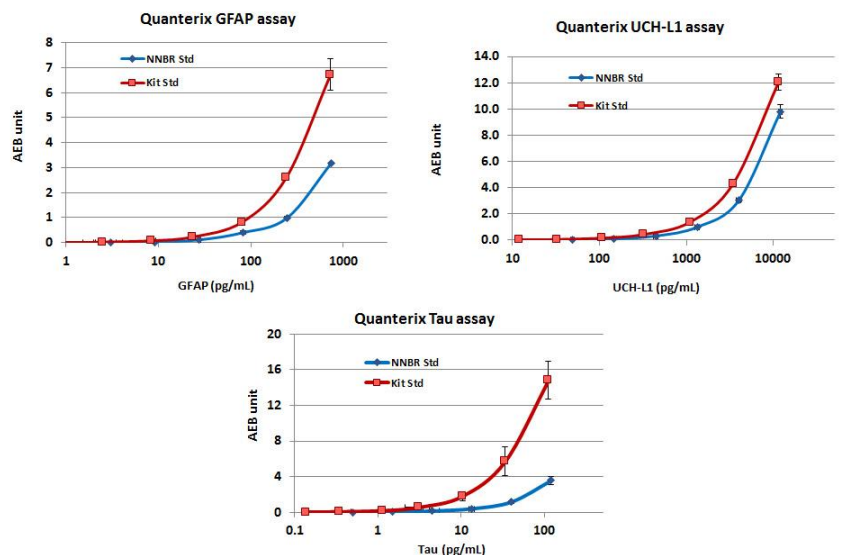 Quanterix GFAP assay
8
7
6
5
4
3
2
1
0
AEB unit
NNBR Std
Kit Std
1 10 100 1000
GFAP (pg/mL)
Quanterix UCH-L1 assay
14.0
12.0
10.0
8.0
6.0
4.0
2.0
0.0
AEB unit
NNBR Std
Kit Std
10 100 1000 10000
UCH-L1 (pg/mL)
Quanterix Tau assay
20
16
12
8
4
0
AEB unit
NNBR Std
Kit Std
0.1 1 10 100
Tau (pg/mL)